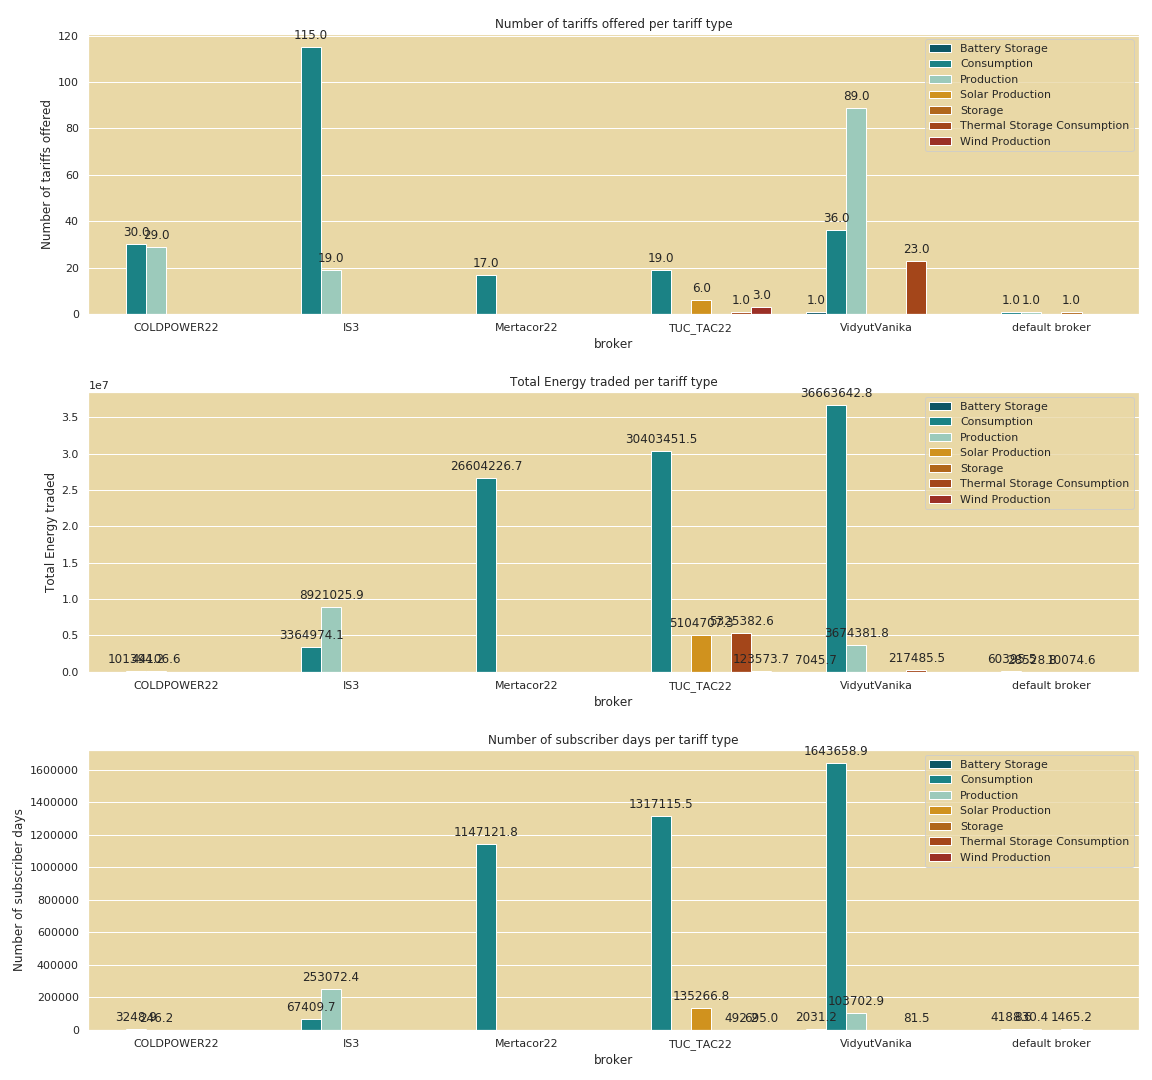 Number of tariffs offered per tariff type
120
100
80
60
40
20
0
Number of tariffs offered
30.0
29.0
115.0
19.0
17.0
19.0
6.0
1.0
3.0
1.0
36.0
89.0
23.0
1.0
1.0
1.0
Battery Storage
Consumption
Production
Solar Production
Storage
Thermal Storage Consumption
Wind Production
COLDPOWER22
IS3
Mertacor22
TUC_TAC22
VidyutVanika
default broker
broker
Total Energy traded per tariff type
1e7
3.5
3.0
2.5
2.0
1.5
1.0
0.5
0.0
Total Energy traded
3364974.1
8921025.9
26604226.7
30403451.5
5325382.6
123573.7
7045.7
36663642.8
3674381.8
217485.5
10074.6
Battery Storage
Consumption
Production
Solar Production
Storage
Thermal Storage Consumption
Wind Production
COLDPOWER22
IS3
Mertacor22
TUC_TAC22
VidyutVanika
default broker
broker
Number of subscriber days per tariff type
1600000
1400000
1200000
1000000
800000
600000
400000
200000
0
Number of subscriber days
246.2
67409.7
253072.4
1147121.8
1317115.5
135266.8
695.0
2031.2
1643658.9
103702.9
81.5
830.4
1465.2
Battery Storage
Consumption
Production
Solar Production
Storage
Thermal Storage Consumption
Wind Production
COLDPOWER22
IS3
Mertacor22
TUC_TAC22
VidyutVanika
default broker
broker